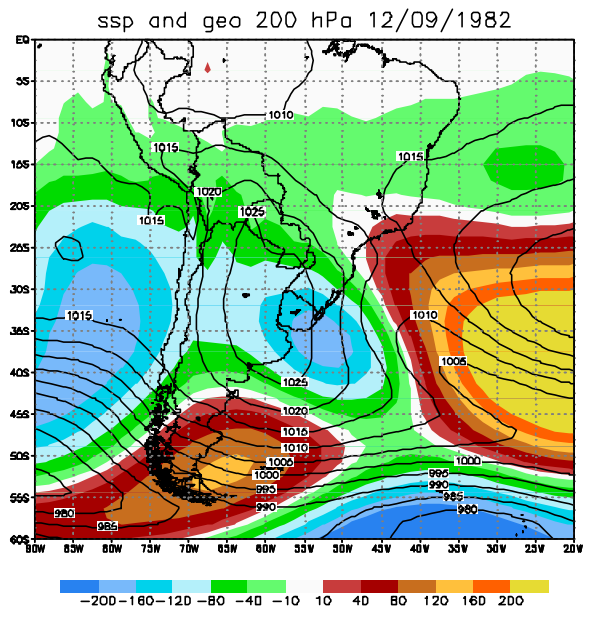 ssp and geo 200 hPa 12/09/1982
EQ
5S
1010
10S
1015
1015
15S
1020
20S
1015
1025
25S
30S
1015
1010
35S
1005
40S
1025
1020
45S
1015
1010
50S
1005
1000
1000
995
995
990
55S
990
985
980
980
985
60S
90W 85W 80W 75W 70W 65W 60W 55W 50W 45W 40W 35W 30W 25W 20W
-200 -160 -120 -80 -40 -10 10 40 80 120 160 200